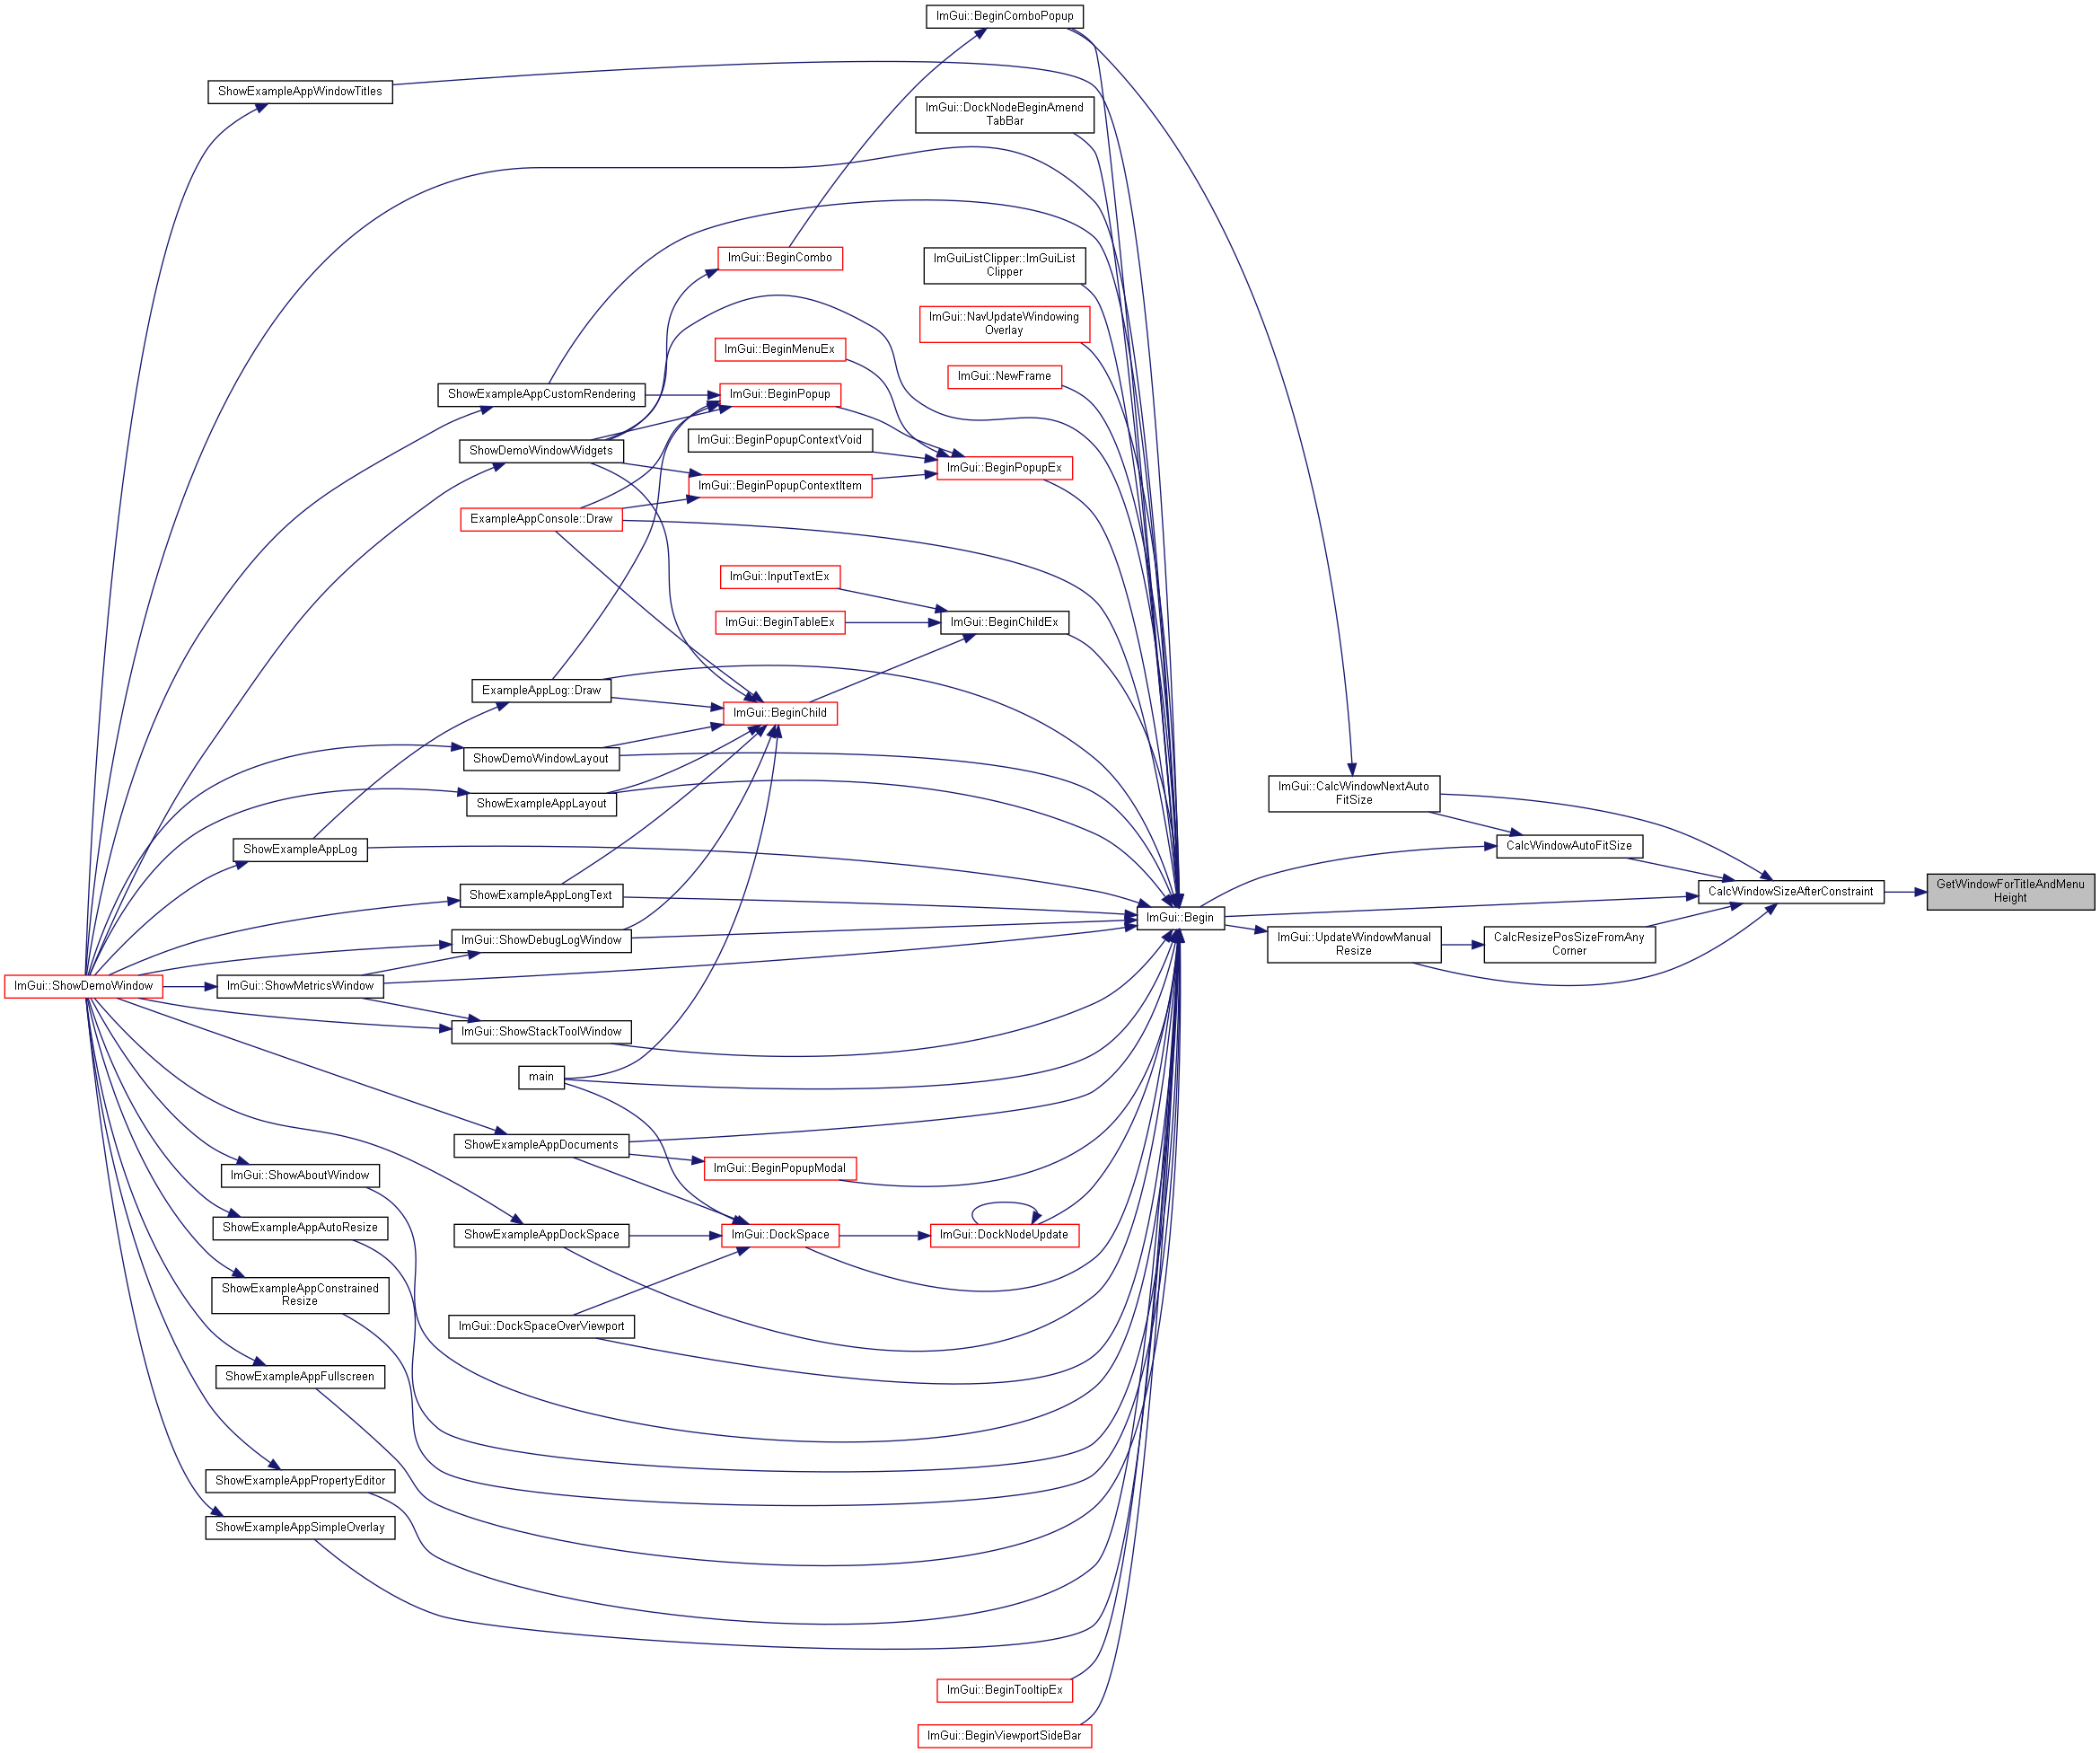 ImGui::BeginComboPopup
ShowExampleAppWindowTitles
ImGui::DockNodeBeginAmend
TabBar
ImGui::BeginCombo
ImGuiListClipper::ImGuiList
Clipper
ImGui::NavUpdateWindowing
Overlay
ImGui::BeginMenuEx
ImGui::NewFrame
ShowExampleAppCustomRendering
ImGui::BeginPopup
ImGui::BeginPopupContextVoid
ShowDemoWindowWidgets
ImGui::BeginPopupEx
ImGui::BeginPopupContextItem
ExampleAppConsole::Draw
ImGui::InputTextEx
ImGui::BeginTableEx
ImGui::BeginChildEx
ExampleAppLog::Draw
ImGui::BeginChild
ShowDemoWindowLayout
ImGui::CalcWindowNextAuto
FitSize
ShowExampleAppLayout
ShowExampleAppLog
CalcWindowAutoFitSize
ShowExampleAppLongText
CalcWindowSizeAfterConstraint
GetWindowForTitleAndMenu
Height
ImGui::Begin
ImGui::ShowDebugLogWindow
ImGui::UpdateWindowManual
Resize
CalcResizePosSizeFromAny
Corner
ImGui::ShowDemoWindow
ImGui::ShowMetricsWindow
ImGui::ShowStackToolWindow
main
ShowExampleAppDocuments
ImGui::BeginPopupModal
ImGui::ShowAboutWindow
ShowExampleAppAutoResize
ShowExampleAppDockSpace
ImGui::DockSpace
ImGui::DockNodeUpdate
ShowExampleAppConstrained
Resize
ImGui::DockSpaceOverViewport
ShowExampleAppFullscreen
ShowExampleAppPropertyEditor
ShowExampleAppSimpleOverlay
ImGui::BeginTooltipEx
ImGui::BeginViewportSideBar